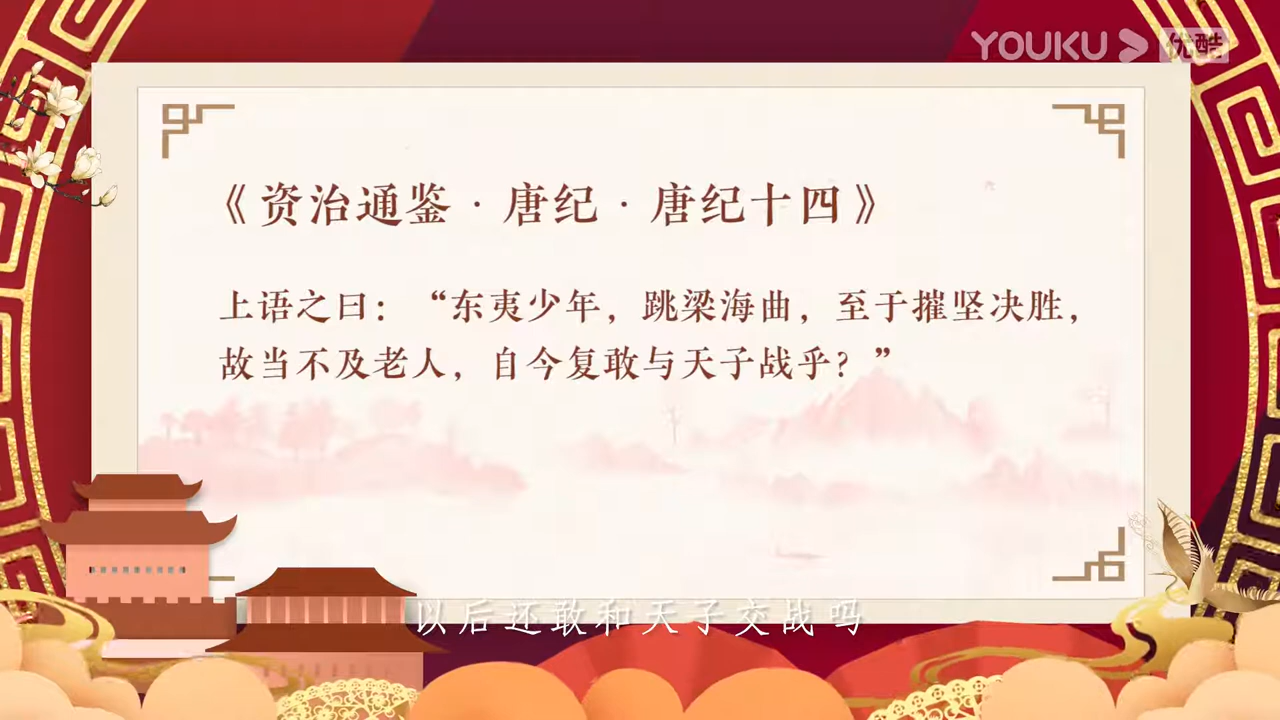 YOUKU 优酷
《资治通鉴·唐纪·唐纪十四》
上语之曰：“东夷少年，跳梁海曲，至于摧坚决胜，
故当不及老人，自今复敢与天子战乎？”
以后还敢和天子交战吗